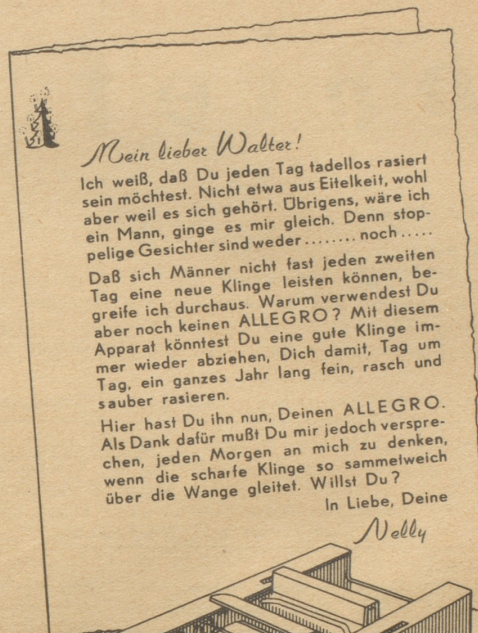 Mein lieber Walter!
Ich weiß, daß Du jeden Tag tadellos rasiert
sein möchtest. Nicht etwa aus Eitelkeit, wohl
aber weil es sich gehört. Übrigens, wäre ich
ein Mann, ginge es mir gleich. Denn stop-
pelige Gesichter sind weder ........ noch .....
Daß sich Männer nicht fast jeden zweiten
Tag eine neue Klinge leisten können, be-
greife ich durchaus. Warum verwendest Du
aber noch keinen ALLEGRO? Mit diesem
Apparat könntest Du eine gute Klinge im-
mer wieder abziehen, Dich damit, Tag um
Tag, ein ganzes Jahr lang fein, rasch und
sauber rasieren.
Hier hast Du ihn nun, Deinen ALLEGRO.
Als Dank dafür mußt Du mir jedoch verspre-
chen, jeden Morgen an mich zu denken,
wenn die scharfe Klinge so sammetweich
über die Wange gleitet. Willst Du?
In Liebe, Deine
Nelly